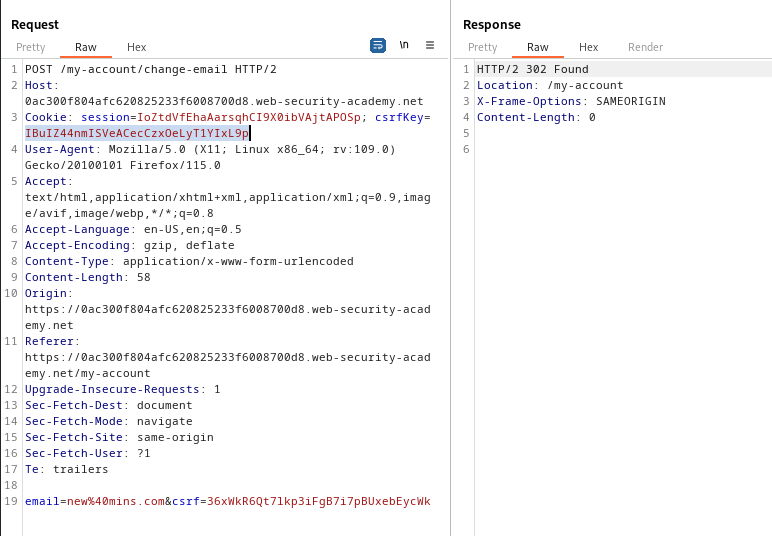 Request
Pretty Raw Hex \n
1 POST /my-account/change-email HTTP/2
2 Host:
0ac300f804afc620825233f6008700d8.web-security-academy.net
3 Cookie: session=IoZtdVfEhaAarsqhCI9X0ibVAjtAPOSp; csrfKey=
IBuIZ44nmISVeACecCzxOeLyT1YIxL9p
4 User-Agent: Mozilla/5.0 (X11; Linux x86_64; rv:109.0)
Gecko/20100101 Firefox/115.0
5 Accept:
text/html,application/xhtml+xml,application/xml;q=0.9,imag
e/avif,image/webp,*/*;q=0.8
6 Accept-Language: en-US,en;q=0.5
7 Accept-Encoding: gzip, deflate
8 Content-Type: application/x-www-form-urlencoded
9 Content-Length: 58
10 Origin:
https://0ac300f804afc620825233f6008700d8.web-security-acad
emy.net
11 Referer:
https://0ac300f804afc620825233f6008700d8.web-security-acad
emy.net/my-account
12 Upgrade-Insecure-Requests: 1
13 Sec-Fetch-Dest: document
14 Sec-Fetch-Mode: navigate
15 Sec-Fetch-Site: same-origin
16 Sec-Fetch-User: ?1
17 Te: trailers
18
19 email=new%40mins.com&csrf=36xWkR6Qt7lkp3iFgB7i7pBUxebEycWk
Response
Pretty Raw Hex Render
1 HTTP/2 302 Found
2 Location: /my-account
3 X-Frame-Options: SAMEORIGIN
4 Content-Length: 0
5
6